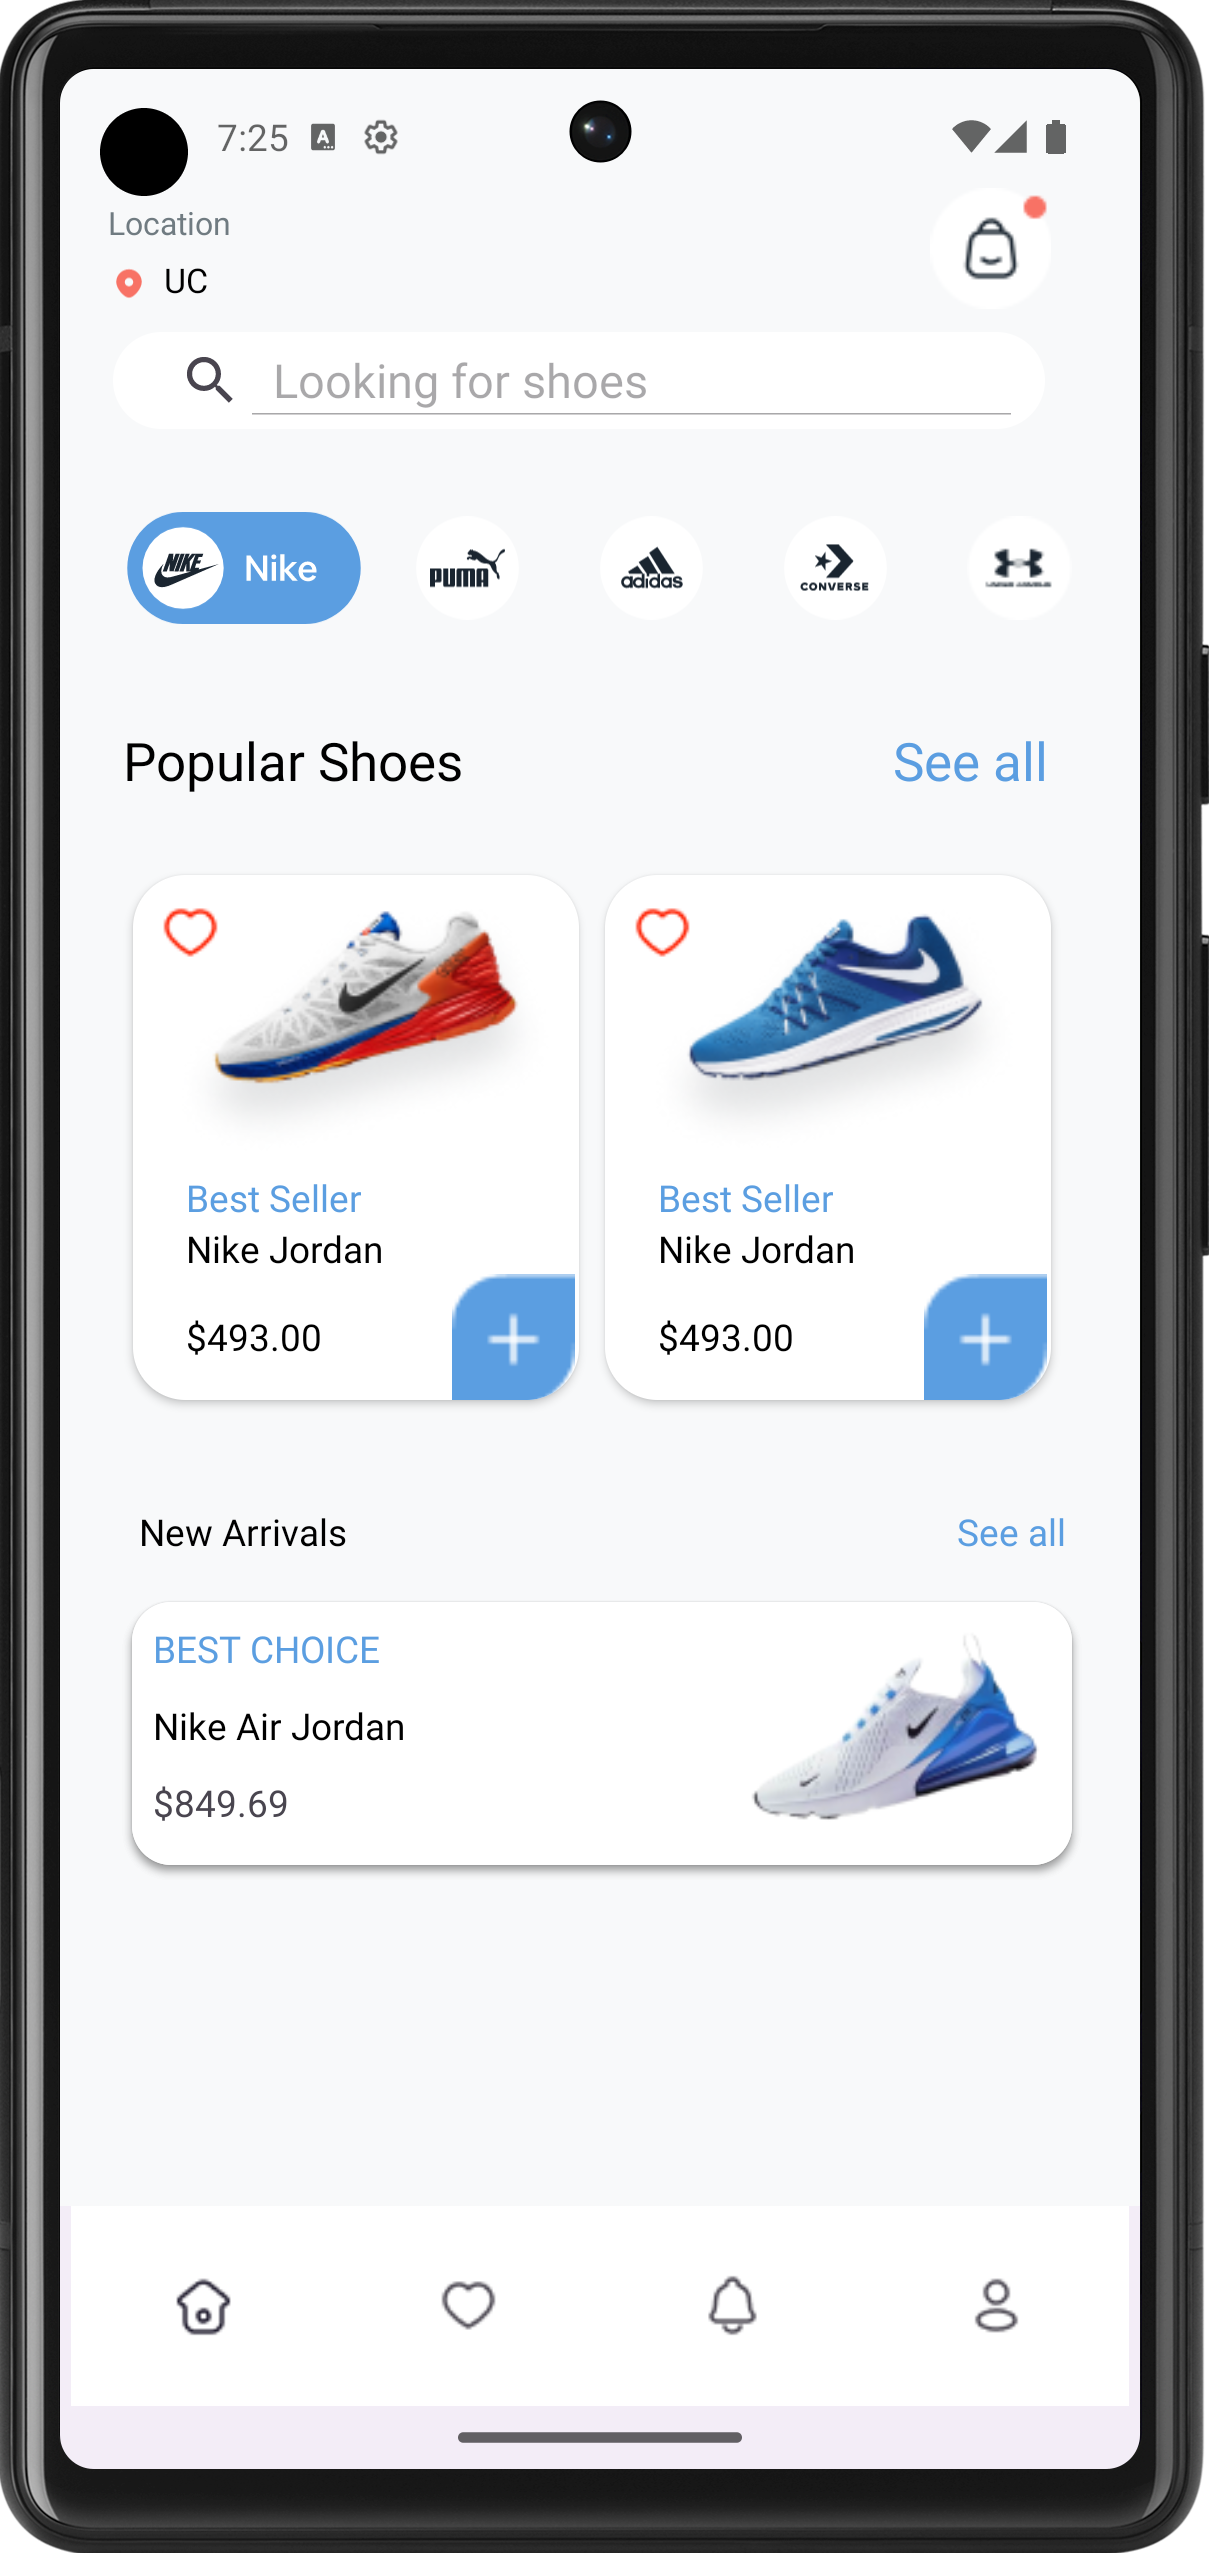 7:25
Location
UC
Looking for shoes
NIKE Nike PUMA adidas CONVERSE UNDER ARMOUR
Popular Shoes See all
Best Seller Best Seller
Nike Jordan Nike Jordan
$493.00 $493.00
New Arrivals See all
BEST CHOICE
Nike Air Jordan
$849.69